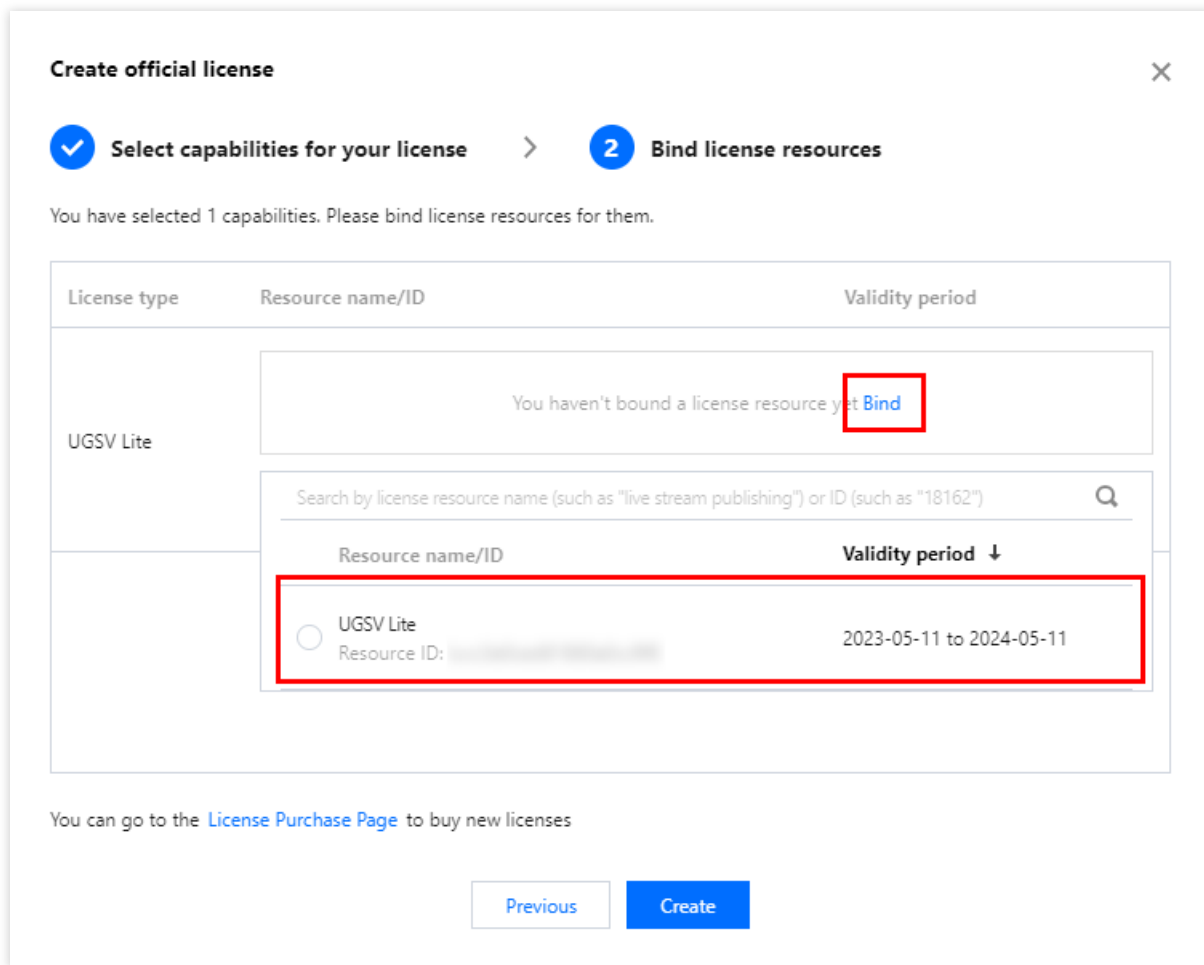 Create official license
Select capabilities for your license
2 Bind license resources
You have selected 1 capabilities. Please bind license resources for them.
License type Resource name/ID Validity period
You haven't bound a license resource yet Bind
UGSV Lite
Search by license resource name (such as "live stream publishing") or ID (such as "18162")
Resource name/ID Validity period
UGSV Lite
Resource ID:
2023-05-11 to 2024-05-11
You can go to the License Purchase Page to buy new licenses
Previous Create